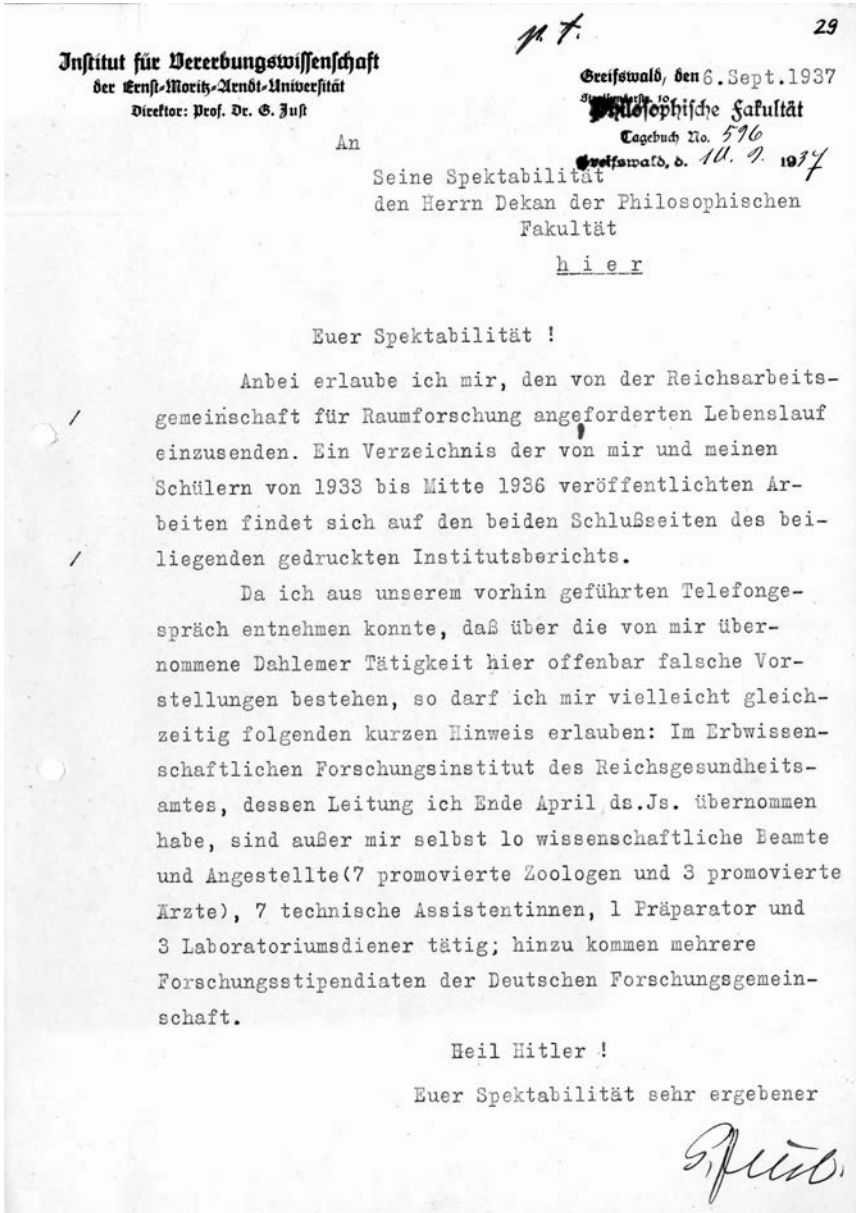 p. t.
29
Institut für Vererbungswissenschaft
der Ernst-Moritz-Arndt-Universität
Direktor: Prof. Dr. G. Just
Greifswald, den 6. Sept. 1937
Philosophische Fakultät
Tagebuch No. 596
Greifswald, d. 10. 9. 1937
An
Seine Spektabilität
den Herrn Dekan der Philosophischen
Fakultät
h i e r
Euer Spektabilität !
Anbei erlaube ich mir, den von der Reichsarbeits-
gemeinschaft für Raumforschung angeforderten Lebenslauf
einzusenden. Ein Verzeichnis der von mir und meinen
Schülern von 1933 bis Mitte 1936 veröffentlichten Ar-
beiten findet sich auf den beiden Schlußseiten des bei-
liegenden gedruckten Institutsberichts.
Da ich aus unserem vorhin geführten Telefonge-
spräch entnehmen konnte, daß über die von mir über-
nommene Dahlemer Tätigkeit hier offenbar falsche Vor-
stellungen bestehen, so darf ich mir vielleicht gleich-
zeitig folgenden kurzen Hinweis erlauben: Im Erbwissen-
schaftlichen Forschungsinstitut des Reichsgesundheits-
amtes, dessen Leitung ich Ende April ds.Js. übernommen
habe, sind außer mir selbst lo wissenschaftliche Beamte
und Angestellte(7 promovierte Zoologen und 3 promovierte
Ärzte), 7 technische Assistentinnen, 1 Präparator und
3 Laboratoriumsdiener tätig; hinzu kommen mehrere
Forschungsstipendiaten der Deutschen Forschungsgemein-
schaft.
Heil Hitler !
Euer Spektabilität sehr ergebener
G. Just.